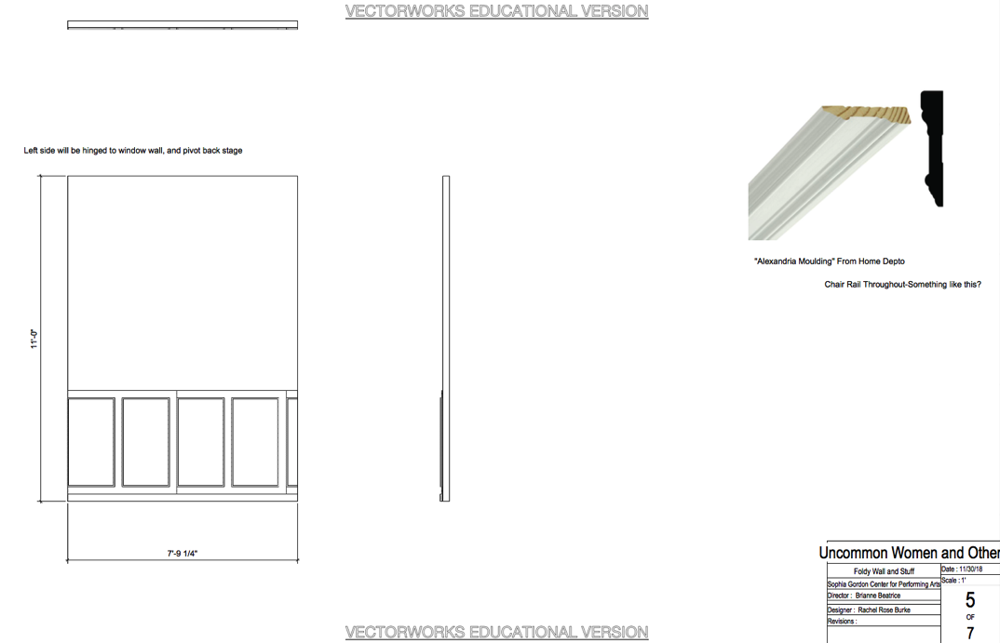 VECTORWORKS EDUCATIONAL VERSION
Left side will be hinged to window wall, and pivot back stage
11'-0"
7'-9 1/4"
"Alexandria Moulding" From Home Depto
Chair Rail Throughout-Something like this?
Uncommon Women and Other
Foldy Wall and Stuff
Date : 11/30/18
Sophia Gordon Center for Performing Arts
Scale : 1'
Director : Brianne Beatrice
5
OF
7
Designer : Rachel Rose Burke
Revisions :
VECTORWORKS EDUCATIONAL VERSION